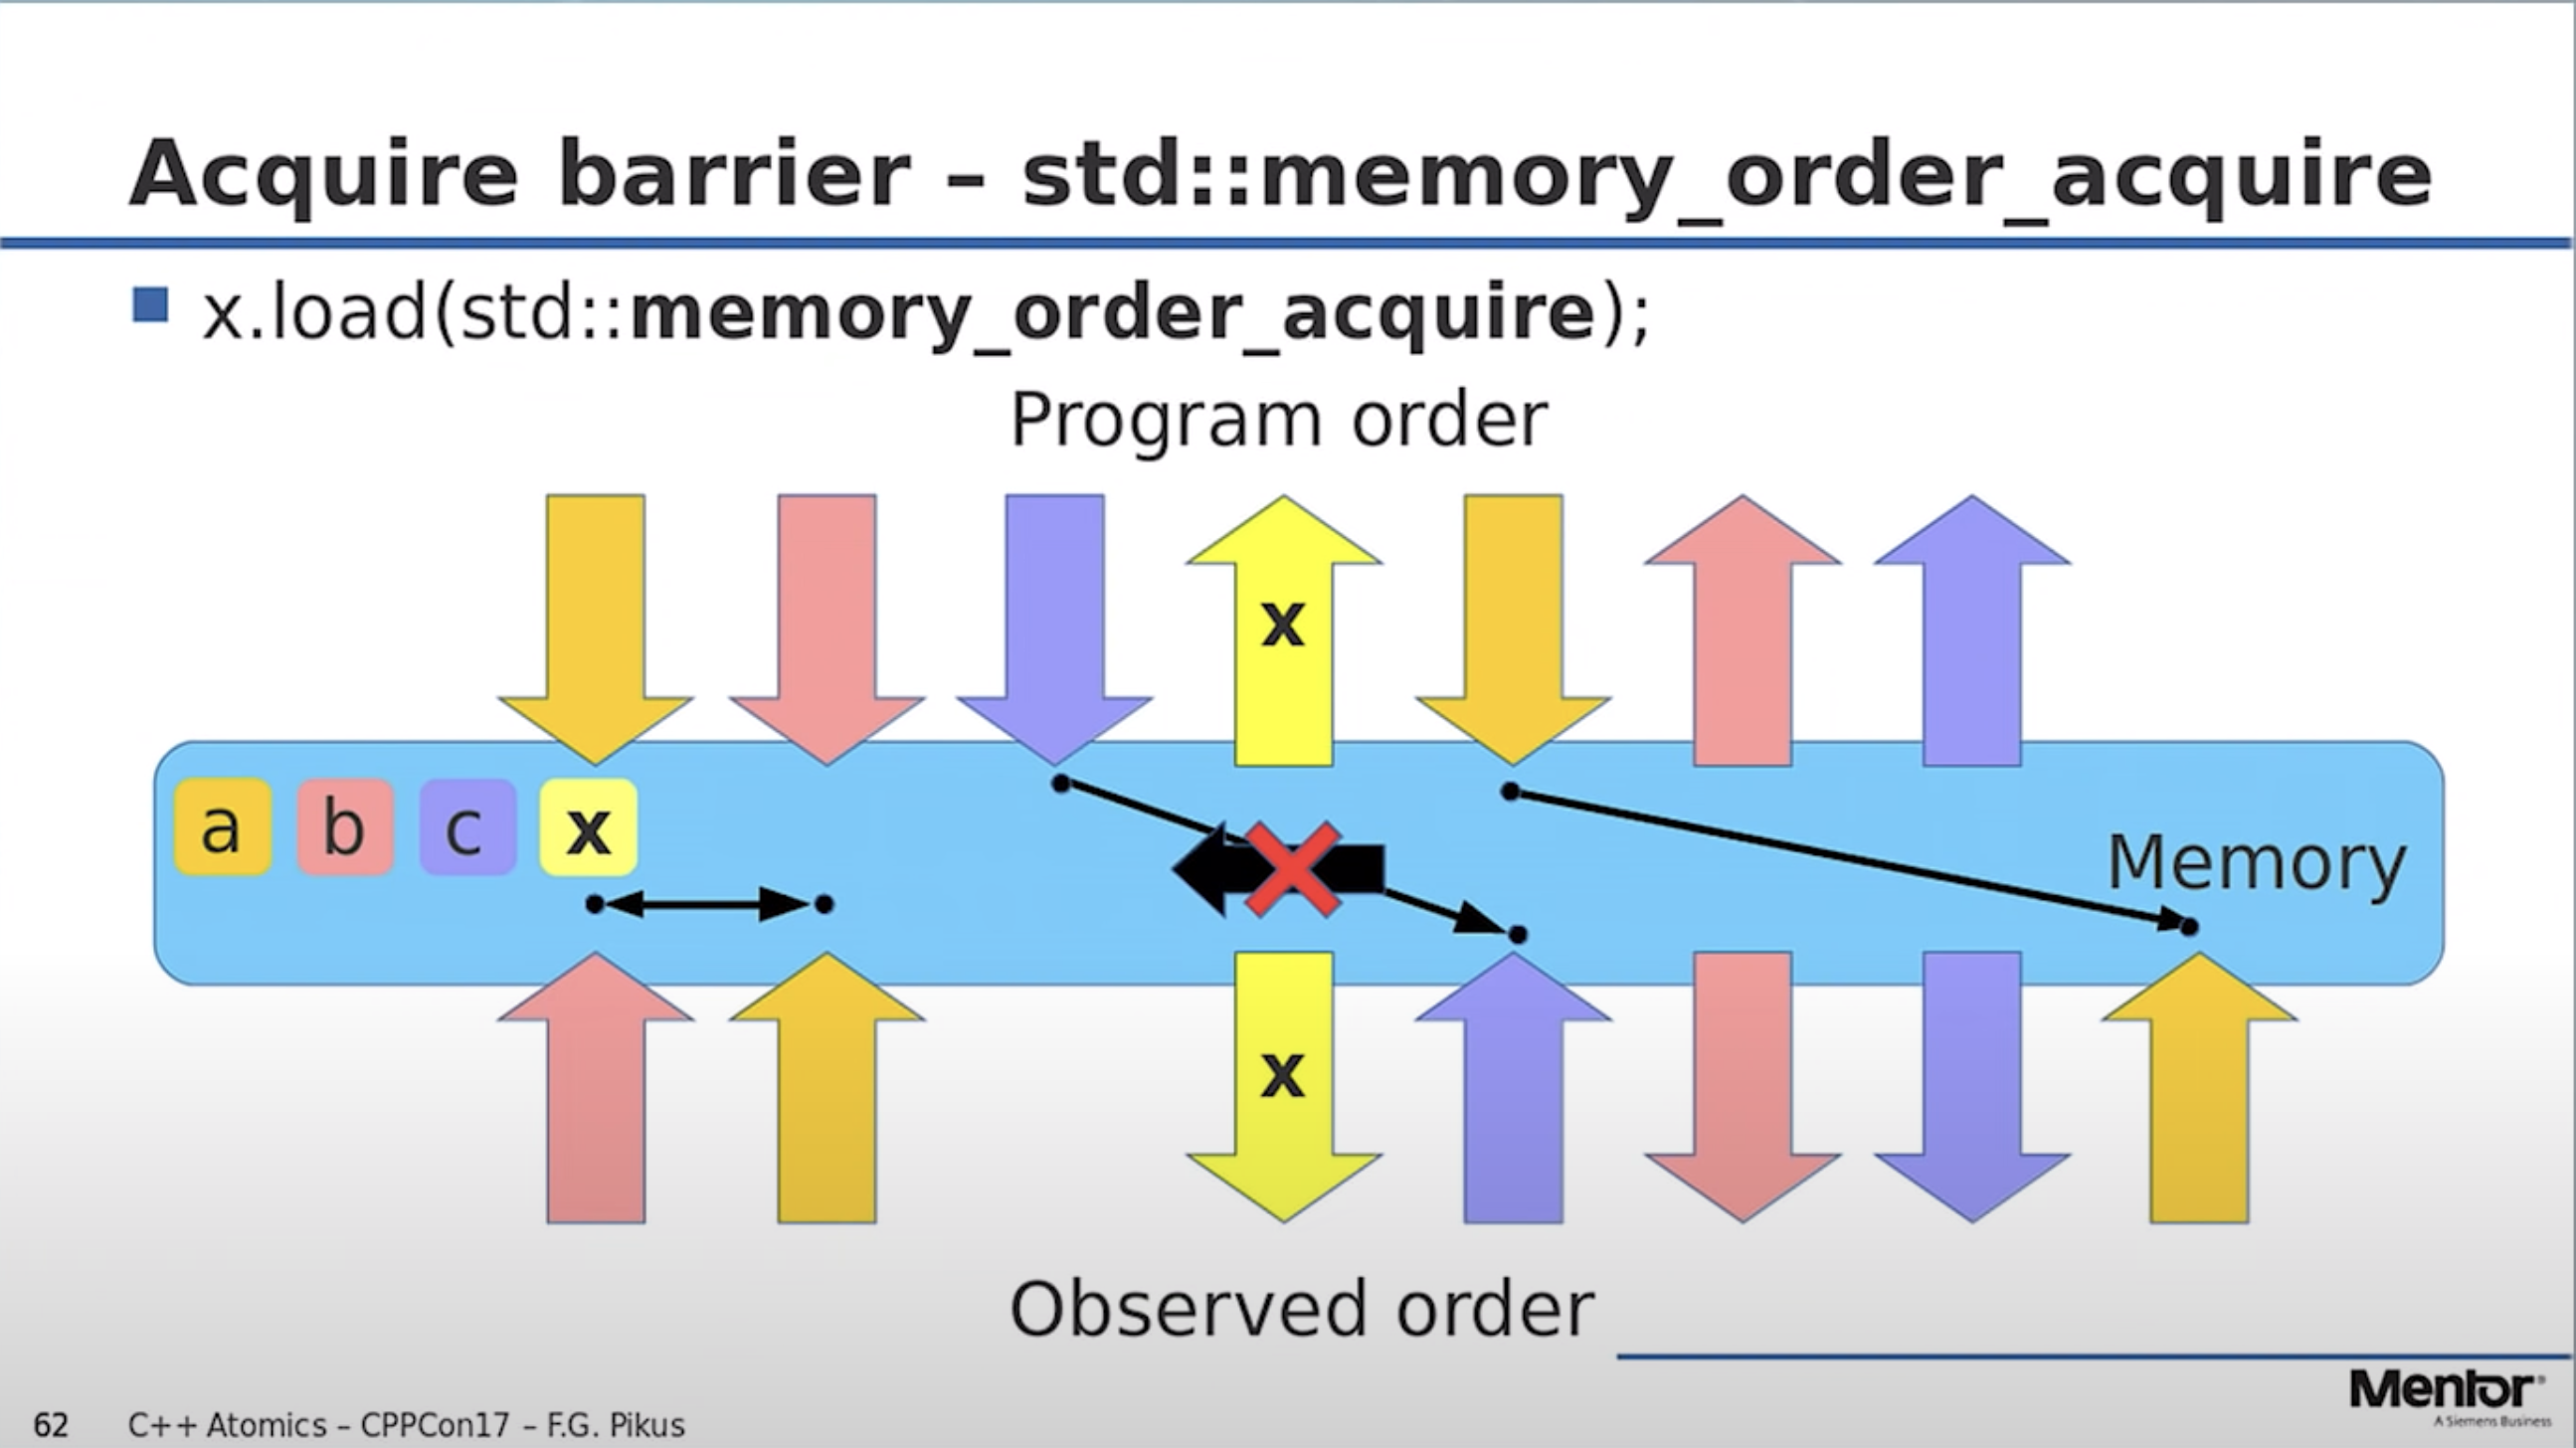 Acquire barrier – std::memory_order_acquire
x.load(std::memory_order_acquire);
Program order
x
a b c x
Memory
x
Observed order
Mentor®
A Siemens Business
62 C++ Atomics – CPPCon17 – F.G. Pikus